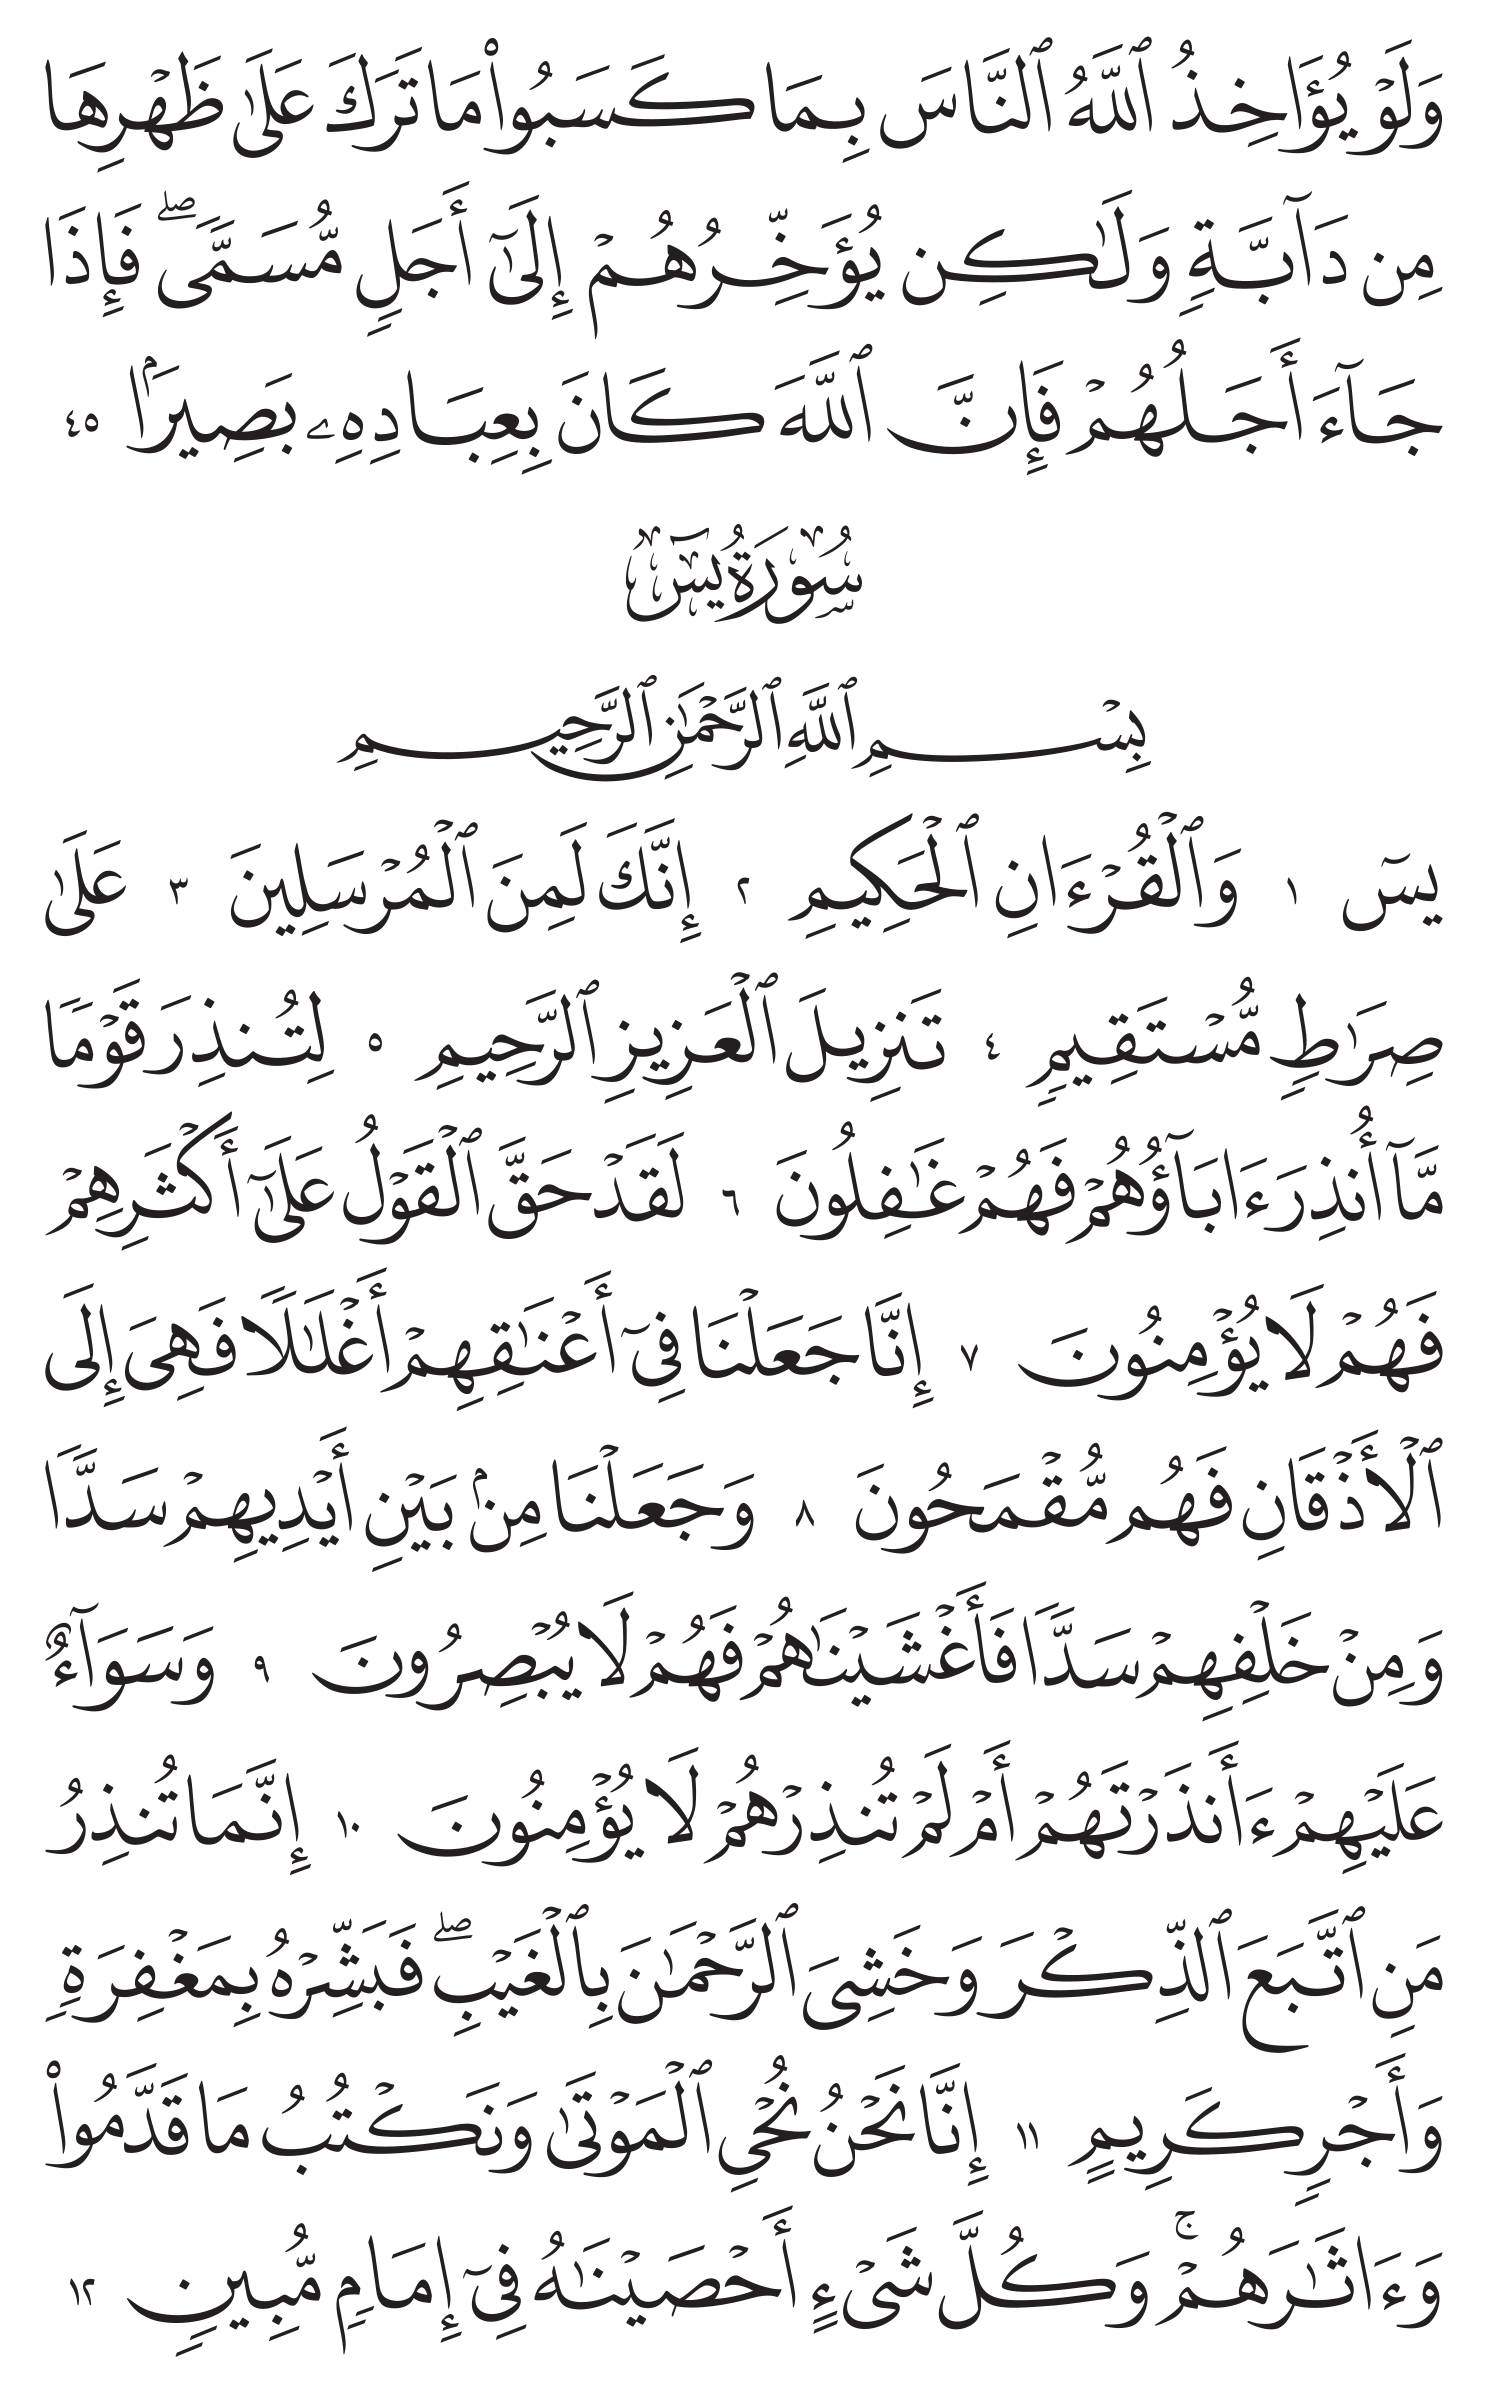 وَلَوۡ يُؤَاخِذُ ٱللَّهُ ٱلنَّاسَ بِمَا كَسَبُواْ مَا تَرَكَ عَلَىٰ ظَهۡرِهَا
مِن دَآبَّةٖ وَلَٰكِن يُؤَخِّرُهُمۡ إِلَىٰٓ أَجَلٖ مُّسَمّٗىۖ فَإِذَا
جَآءَ أَجَلُهُمۡ فَإِنَّ ٱللَّهَ كَانَ بِعِبَادِهِۦ بَصِيرَۢا ٤٥
سُورَةُ يسٓ
بِسۡمِ ٱللَّهِ ٱلرَّحۡمَٰنِ ٱلرَّحِيمِ
يسٓ ١ وَٱلۡقُرۡءَانِ ٱلۡحَكِيمِ ٢ إِنَّكَ لَمِنَ ٱلۡمُرۡسَلِينَ ٣ عَلَىٰ
صِرَٰطٖ مُّسۡتَقِيمٖ ٤ تَنزِيلَ ٱلۡعَزِيزِ ٱلرَّحِيمِ ٥ لِتُنذِرَ قَوۡمٗا
مَّآ أُنذِرَ ءَابَآؤُهُمۡ فَهُمۡ غَٰفِلُونَ ٦ لَقَدۡ حَقَّ ٱلۡقَوۡلُ عَلَىٰٓ أَكۡثَرِهِمۡ
فَهُمۡ لَا يُؤۡمِنُونَ ٧ إِنَّا جَعَلۡنَا فِيٓ أَعۡنَٰقِهِمۡ أَغۡلَٰلٗا فَهِيَ إِلَى
ٱلۡأَذۡقَانِ فَهُم مُّقۡمَحُونَ ٨ وَجَعَلۡنَا مِنۢ بَيۡنِ أَيۡدِيهِمۡ سَدّٗا
وَمِنۡ خَلۡفِهِمۡ سَدّٗا فَأَغۡشَيۡنَٰهُمۡ فَهُمۡ لَا يُبۡصِرُونَ ٩ وَسَوَآءٌ
عَلَيۡهِمۡ ءَأَنذَرۡتَهُمۡ أَمۡ لَمۡ تُنذِرۡهُمۡ لَا يُؤۡمِنُونَ ١٠ إِنَّمَا تُنذِرُ
مَنِ ٱتَّبَعَ ٱلذِّكۡرَ وَخَشِيَ ٱلرَّحۡمَٰنَ بِٱلۡغَيۡبِۖ فَبَشِّرۡهُ بِمَغۡفِرَةٖ
وَأَجۡرٖ كَرِيمٍ ١١ إِنَّا نَحۡنُ نُحۡيِ ٱلۡمَوۡتَىٰ وَنَكۡتُبُ مَا قَدَّمُواْ
وَءَاثَٰرَهُمۡۚ وَكُلَّ شَيۡءٍ أَحۡصَيۡنَٰهُ فِيٓ إِمَامٖ مُّبِينٖ ١٢